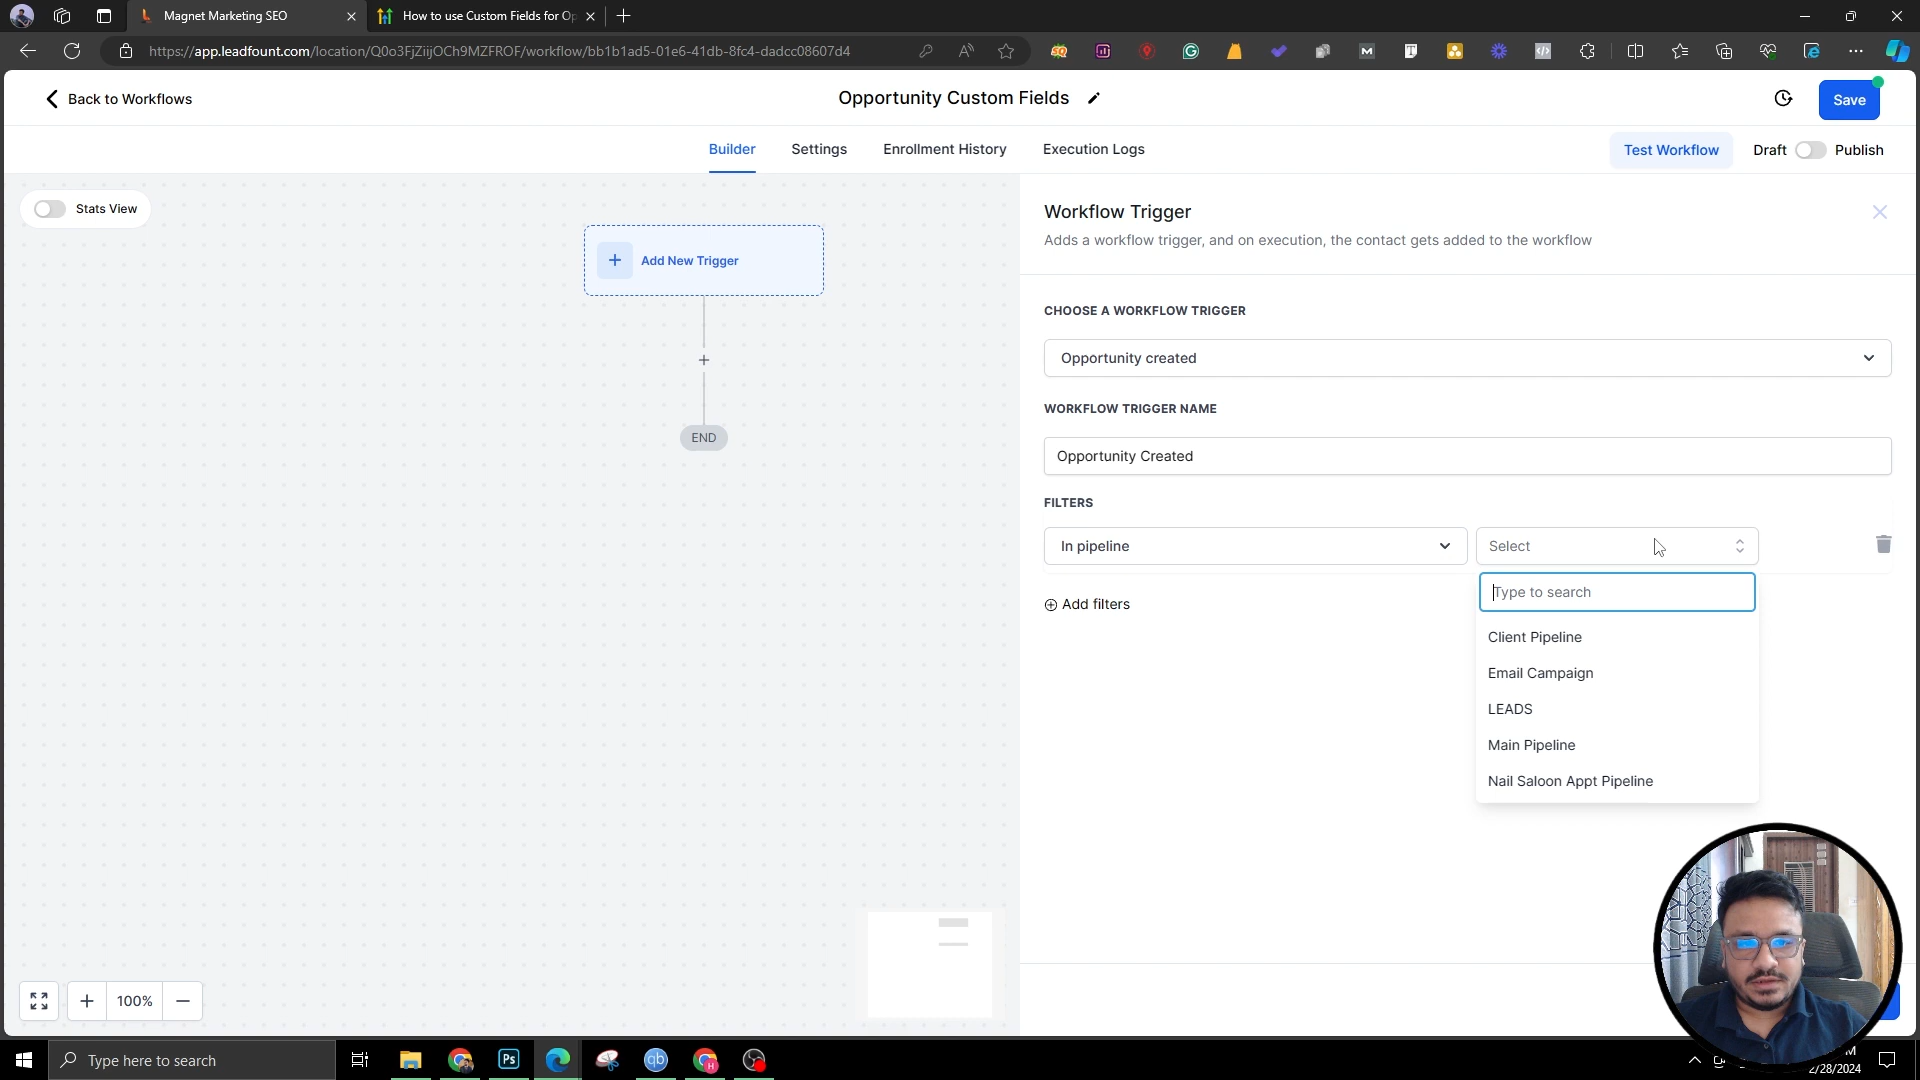 Magnet Marketing SEO
How to use Custom Fields for Op
https://app.leadfount.com/location/Q0o3FjZiijOCh9MZFROF/workflow/bb1b1ad5-01e6-41db-8fc4-dadcc08607d4
Back to Workflows
Opportunity Custom Fields
Save
Builder
Settings
Enrollment History
Execution Logs
Test Workflow
Draft
Publish
Stats View
Add New Trigger
END
Workflow Trigger
Adds a workflow trigger, and on execution, the contact gets added to the workflow
CHOOSE A WORKFLOW TRIGGER
Opportunity created
WORKFLOW TRIGGER NAME
Opportunity Created
FILTERS
In pipeline
Select
Type to search
Add filters
Client Pipeline
Email Campaign
LEADS
Main Pipeline
Nail Saloon Appt Pipeline
100%
Type here to search
Ps
qb
2/28/2024